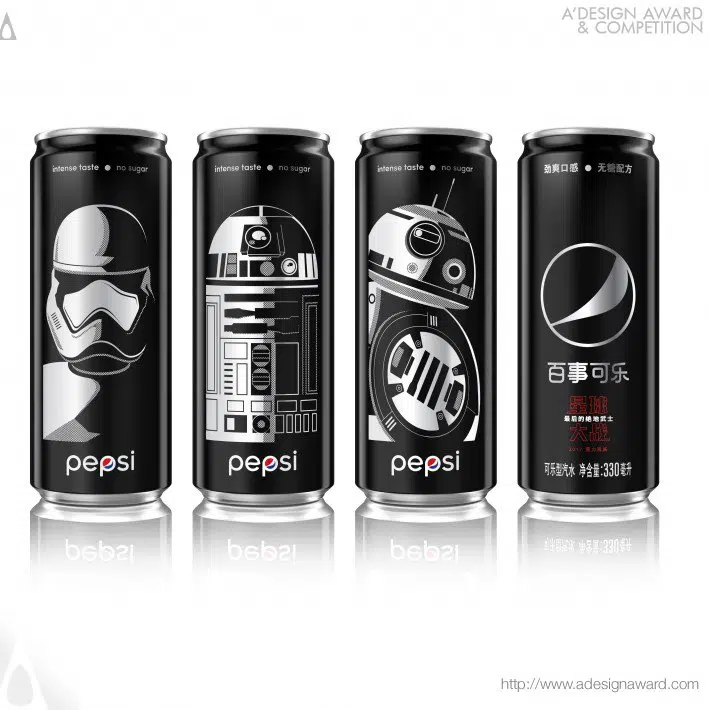 A'DESIGN AWARD
& COMPETITION
intense taste ● no sugar
pepsi
intense taste ● no sugar
pepsi
intense taste ● no sugar
pepsi
劲爽口感 ● 无糖配方
百事可乐
星球
最后的绝地武士
大战
可乐型汽水 净含量:330毫升
http://www.adesignaward.com